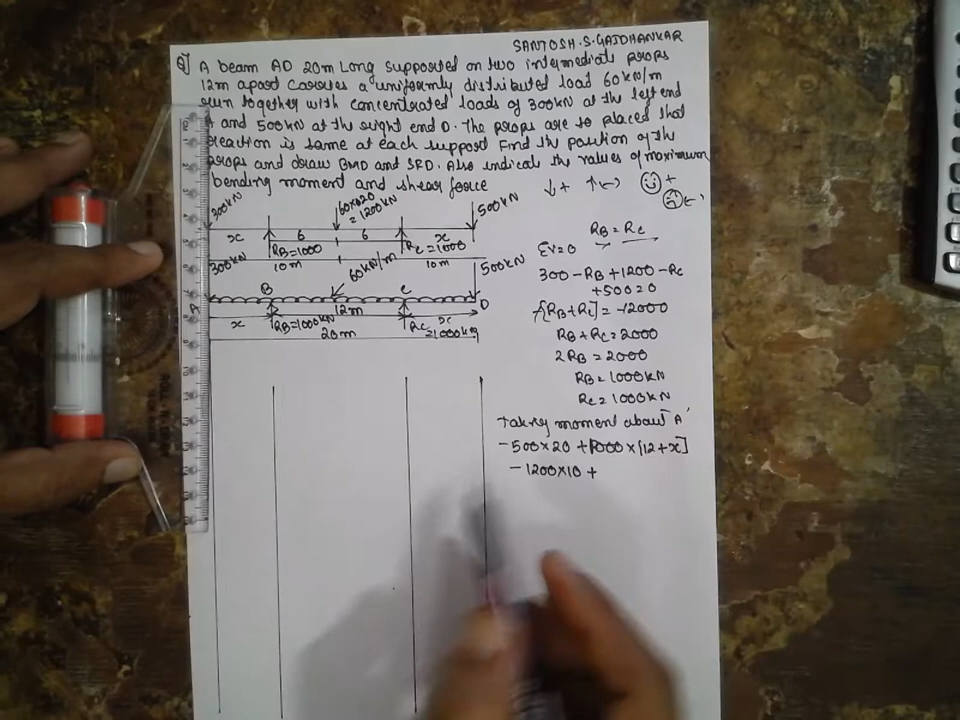 SANTOSH.S.GAJDHANKAR
Q] A beam AD 20m Long supported on two intermediate props
12m apart carries a uniformly distributed load 60 kN/m
run together with concentrated loads of 300kN at the left end
A and 500kN at the right end D. The props are so placed that
reaction is same at each support Find the position of the
props and draw BMD and SFD. Also indicate the values of maximum
bending moment and shear force
↓+ ↑(-) +
(-)
300kN 60x20 = 1200kN 500kN
x 6 6 x
RB=1000 RC=1000
10m 10m
300kN 60kN/m 500kN
B C
A 12m D
x RB=1000kN RC=1000kN x
20m
RB = RC
Σv=0
300 - RB + 1200 - RC
+500=0
-[RB+RC] = -2000
RB + RC = 2000
2RB = 2000
RB = 1000kN
RC = 1000kN
Taking moment about 'A'
-500×20 +1000×[12+x]
-1200×10 +